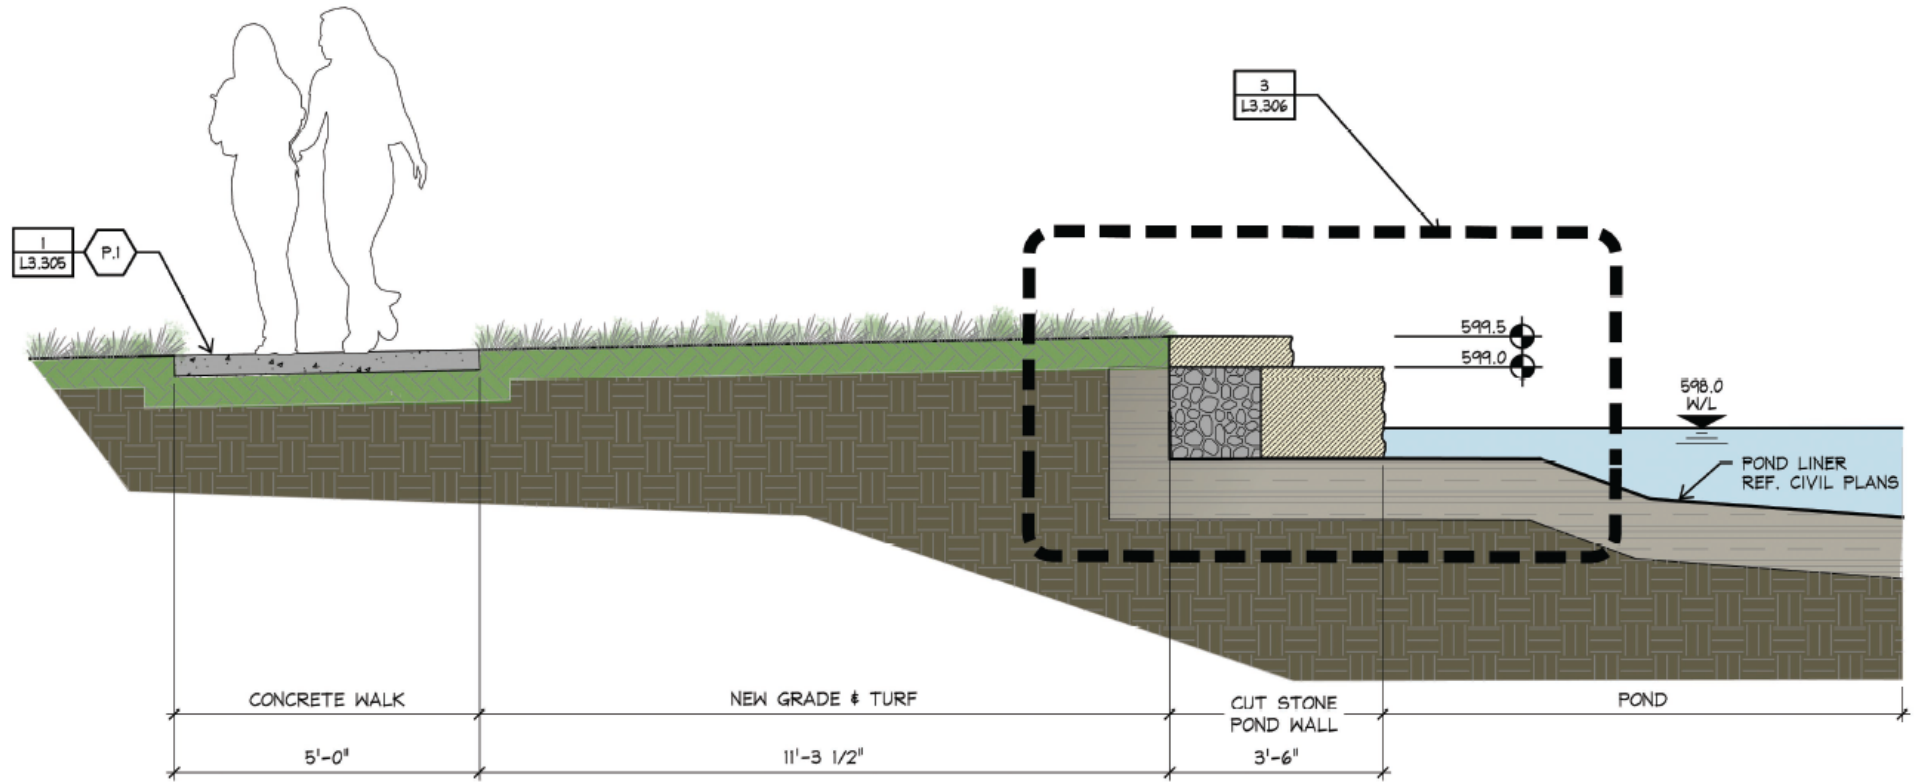 3
L3.306
1
L3.305
P.1
599.5
599.0
598.0
W/L
POND LINER
REF. CIVIL PLANS
CONCRETE WALK
NEW GRADE & TURF
CUT STONE
POND WALL
POND
5'-0"
11'-3 1/2"
3'-6"